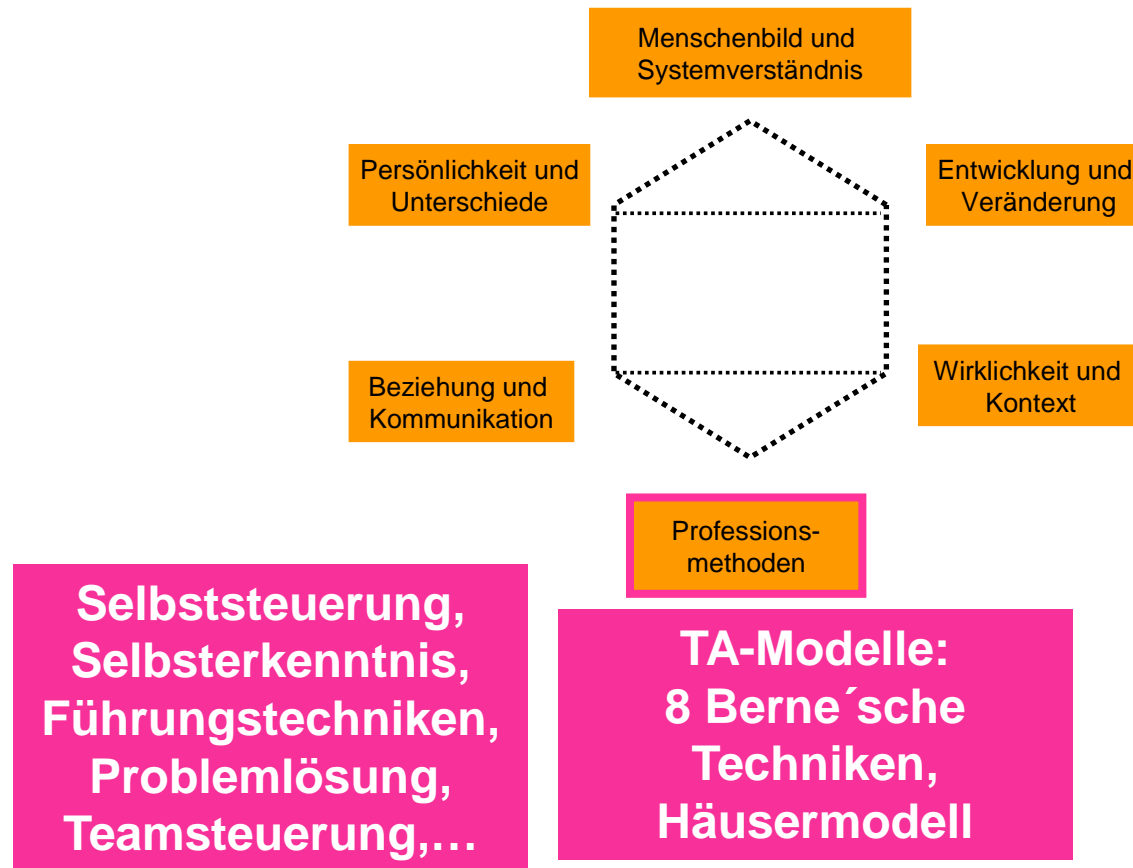 Menschenbild und
Systemverständnis
Persönlichkeit und
Unterschiede
Entwicklung und
Veränderung
Beziehung und
Kommunikation
Wirklichkeit und
Kontext
Professions-
methoden
Selbststeuerung,
Selbsterkenntnis,
Führungstechniken,
Problemlösung,
Teamsteuerung,…
TA-Modelle:
8 Berne´sche
Techniken,
Häusermodell